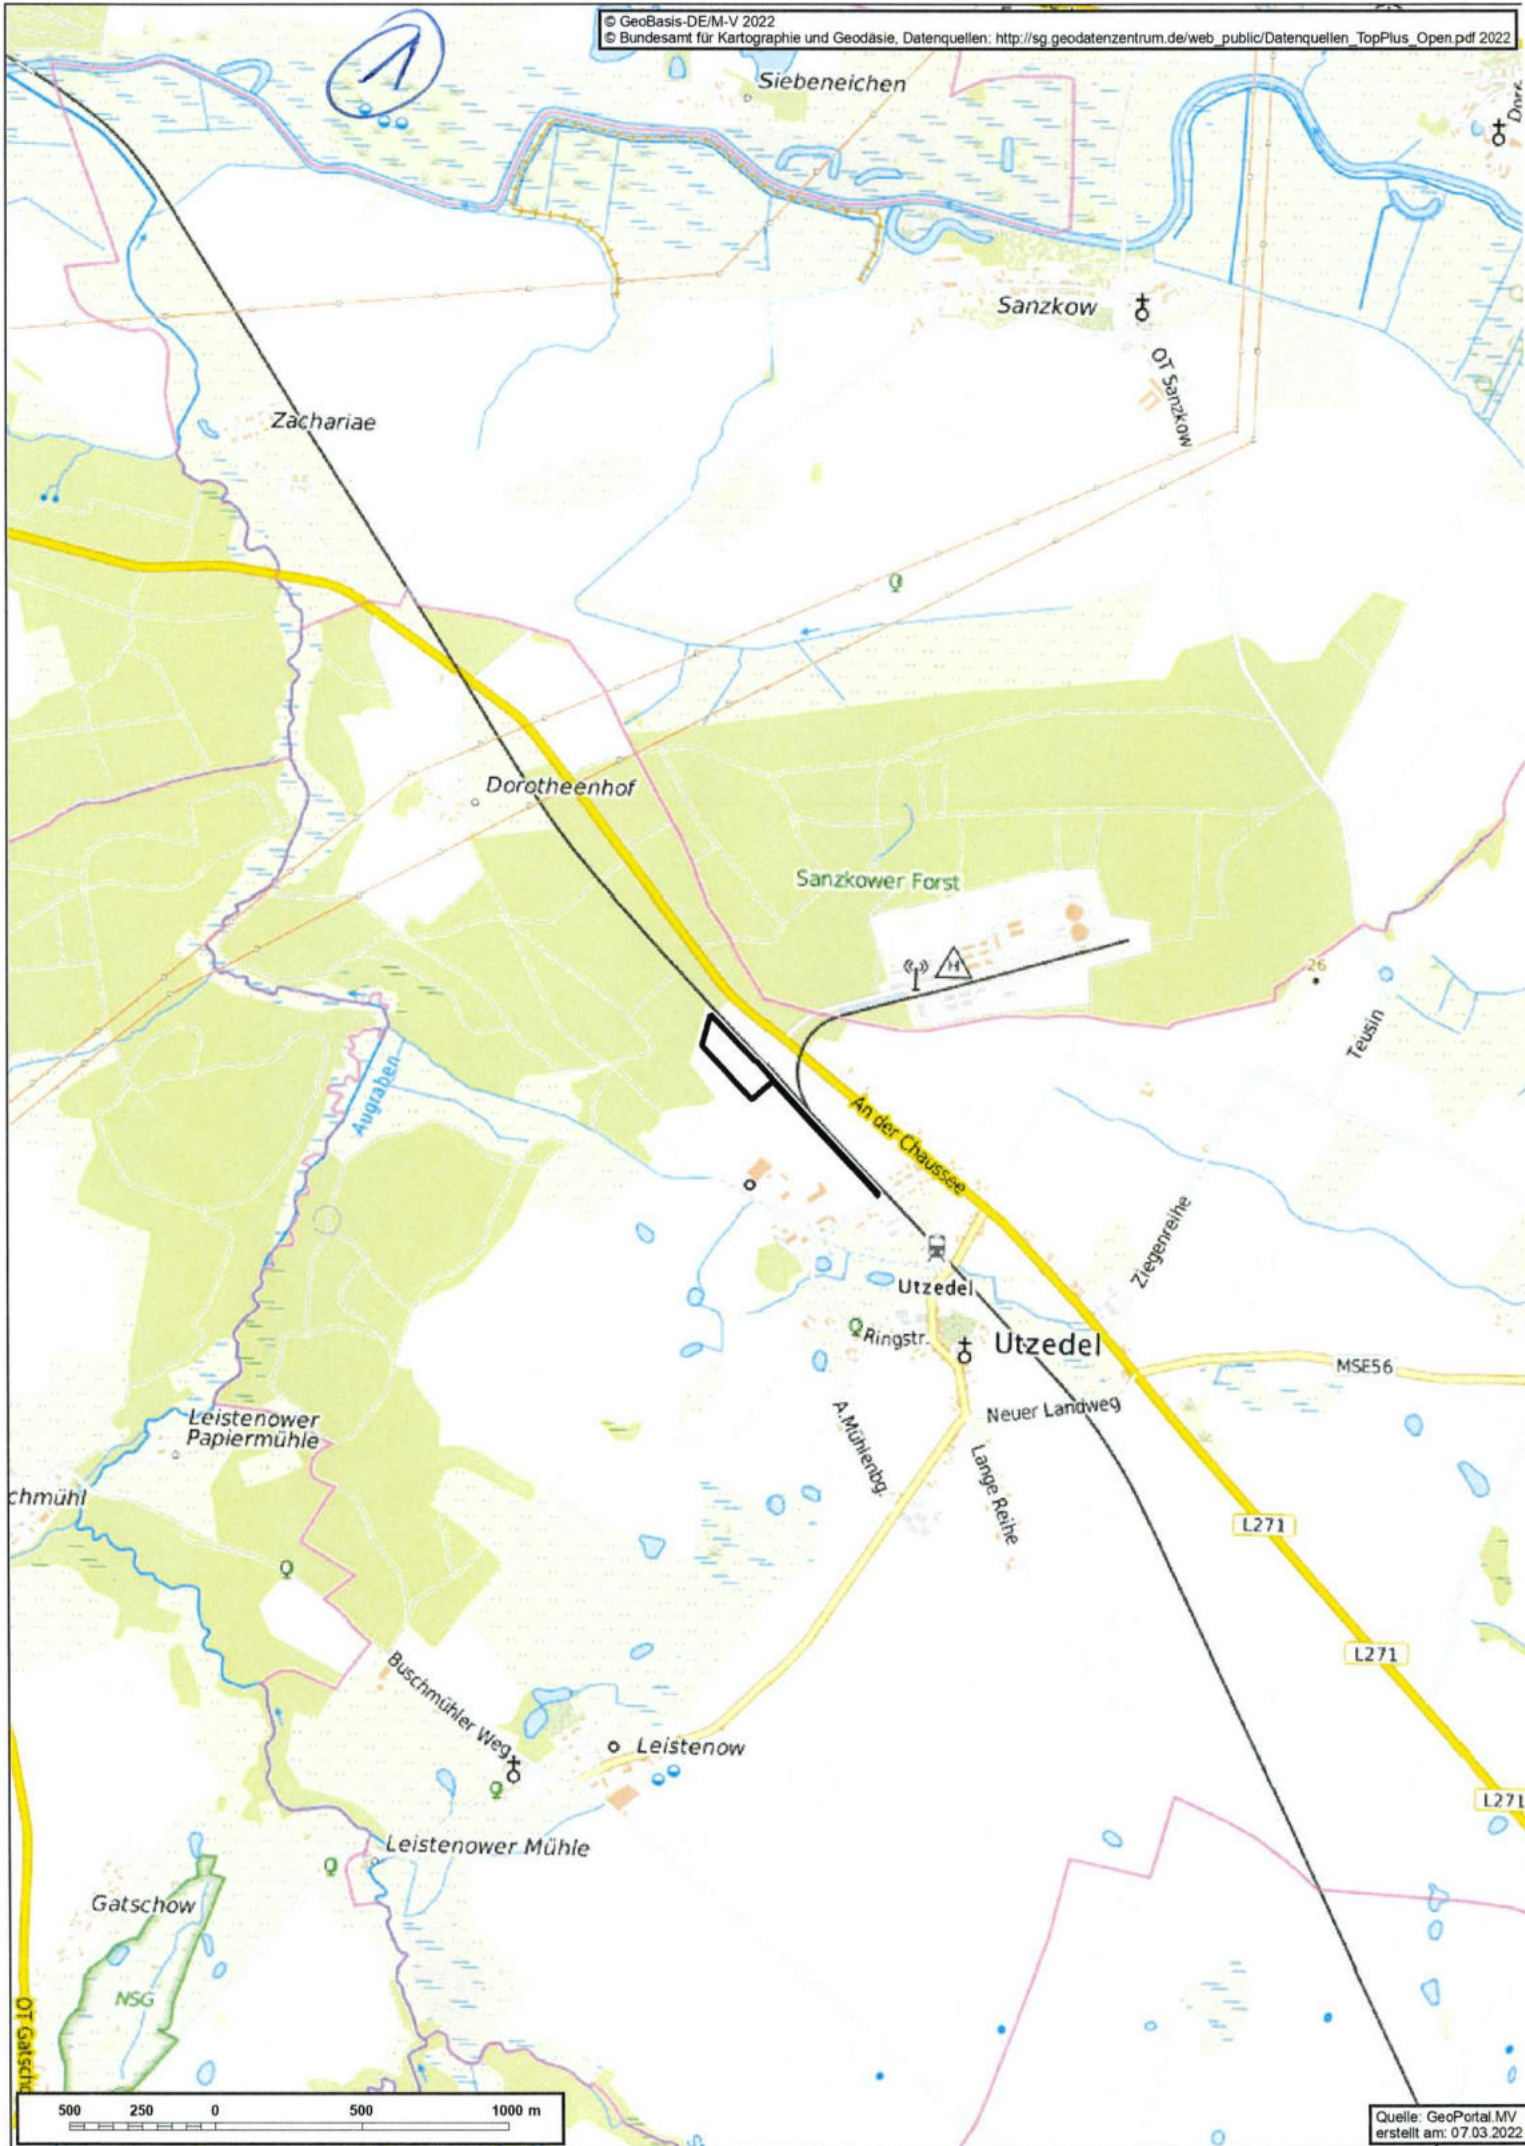 © GeoBasis-DE/M-V 2022
© Bundesamt für Kartographie und Geodäsie, Datenquellen: http://sg.geodatenzentrum.de/web_public/Datenquellen_TopPlus_Open.pdf 2022
1
Siebeneichen
Sanzkow
OT Sanzkow
Zachariae
Dorotheenhof
Sanzkower Forst
H
26
Teusin
Augraben
An der Chaussee
Ziegenreihe
Utzedel
Ringstr.
Utzedel
MSE56
Leistenower
Papiermühle
Neuer Landweg
A.Mühlenbg.
Lange Reihe
chmühl
L271
L271
Buschmühler Weg
Leistenow
L271
Leistenower Mühle
Gatschow
NSG
OT Gatscho
500 250 0 500 1000 m
Quelle: GeoPortal.MV
erstellt am: 07.03.2022